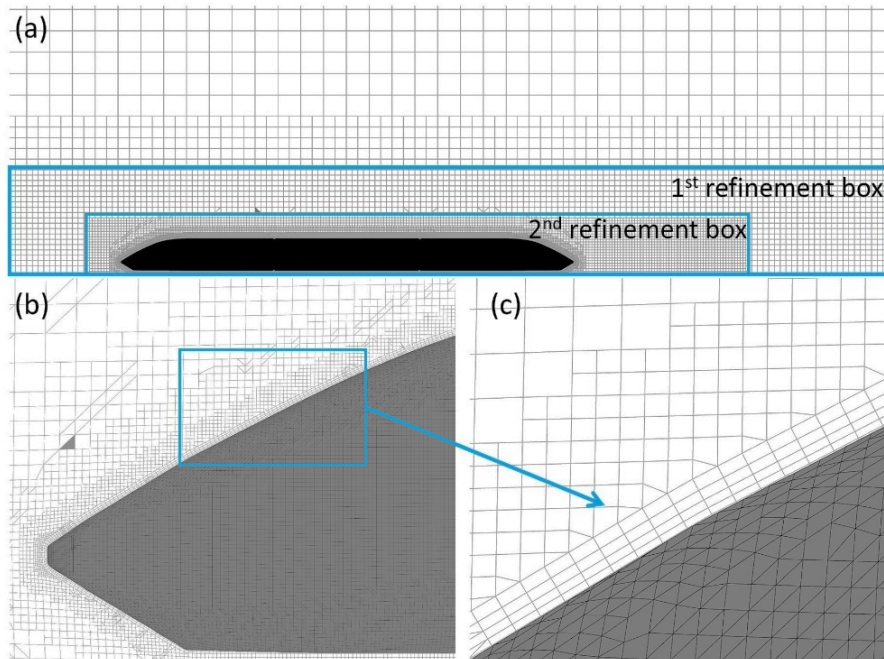 (a)
1st refinement box
2nd refinement box
(b)
(c)